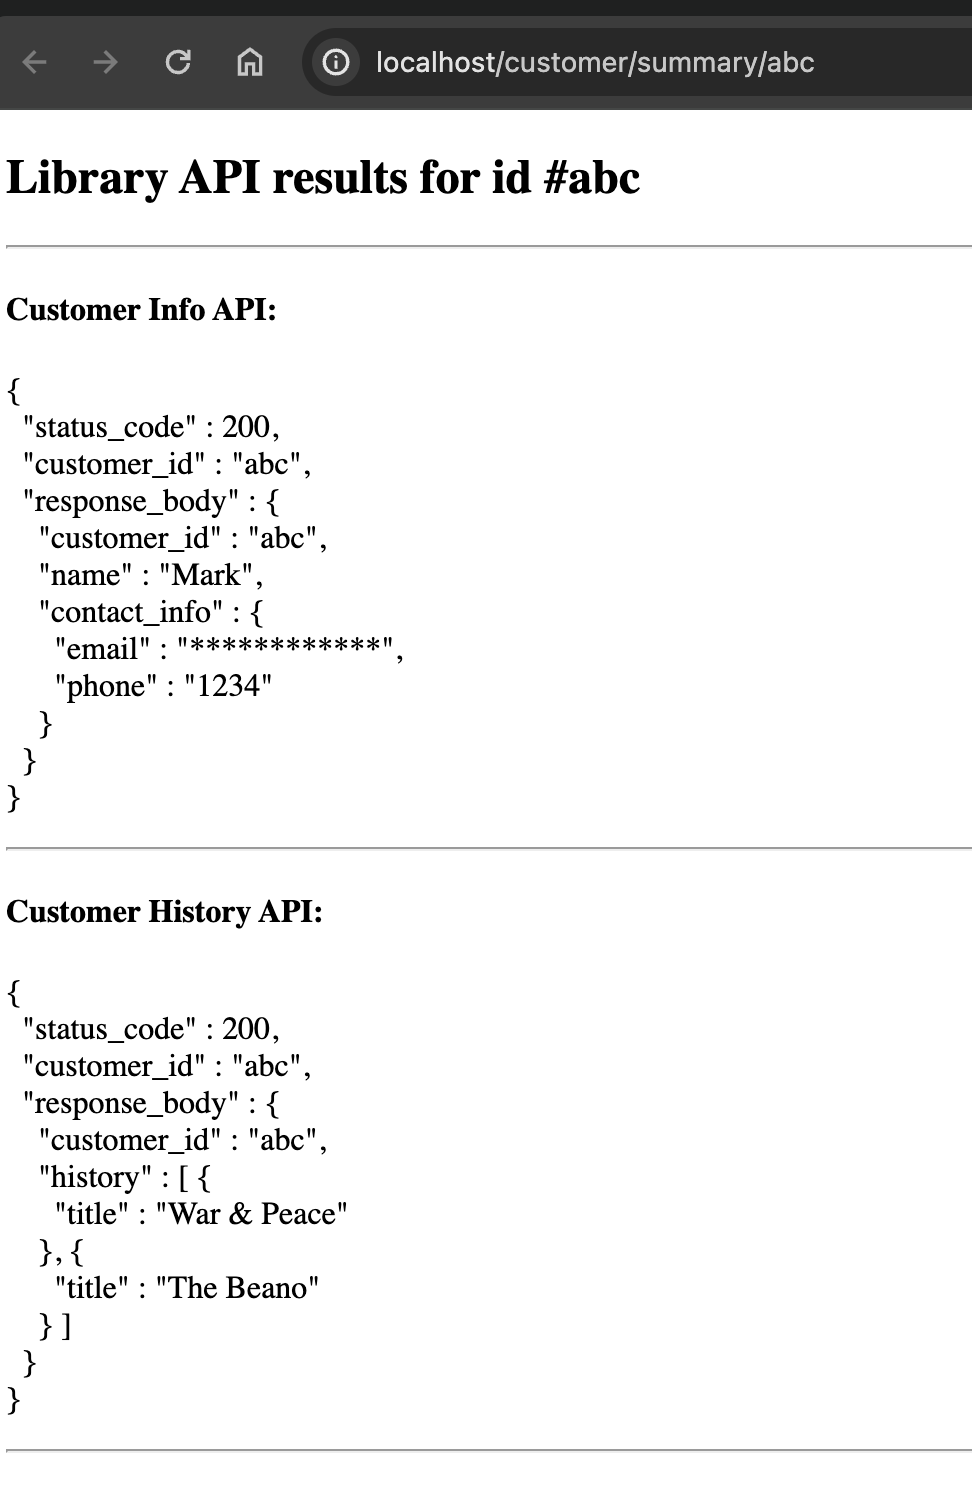 localhost/customer/summary/abc
Library API results for id #abc
Customer Info API:
{
"status_code" : 200,
"customer_id" : "abc",
"response_body" : {
"customer_id" : "abc",
"name" : "Mark",
"contact_info" : {
"email" : "************",
"phone" : "1234"
}
}
}
Customer History API:
{
"status_code" : 200,
"customer_id" : "abc",
"response_body" : {
"customer_id" : "abc",
"history" : [ {
"title" : "War & Peace"
}, {
"title" : "The Beano"
} ]
}
}